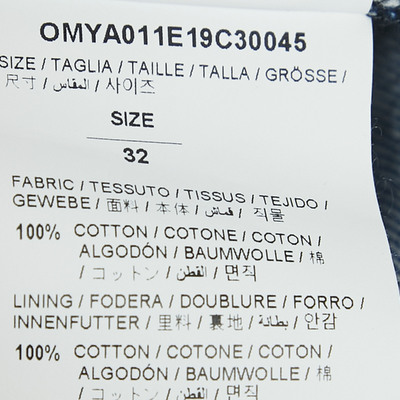 OMYA011E19C30045
SIZE / TAGLIA / TAILLE / TALLA / GRÖSSE /
尺寸 / المقاس / 사이즈
SIZE
32
FABRIC / TESSUTO / TISSUS / TEJIDO /
GEWEBE / 面料 / 本体 / قماش / 직물
100% COTTON / COTONE / COTON /
ALGODÓN / BAUMWOLLE / 棉
/ コットン / القطن / 면직
LINING / FODERA / DOUBLURE / FORRO /
INNENFUTTER / 里料 / 裏地 / بطانة / 안감
100% COTTON / COTONE / COTON /
ALGODÓN / BAUMWOLLE / 棉
/ コットン / القطن / 면직